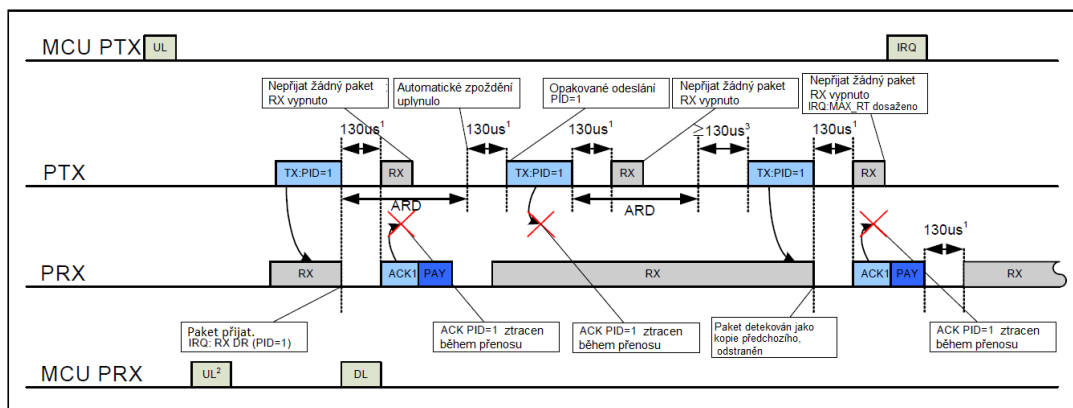 MCU PTX
UL
IRQ
Nepřijat žádný paket
RX vypnuto
Automatické zpoždění
uplynulo
Opakované odeslání
PID=1
Nepřijat žádný paket
RX vypnuto
Nepřijat žádný paket
RX vypnuto
IRQ:MAX_RT dosaženo
130us¹
130us¹
130us¹
≥130us³
130us¹
PTX
TX:PID=1
RX
TX:PID=1
RX
TX:PID=1
RX
ARD
ARD
130us¹
PRX
RX
ACK1
PAY
RX
ACK1
PAY
RX
Paket přijat.
IRQ: RX DR (PID=1)
ACK PID=1 ztracen
během přenosu
ACK PID=1 ztracen
během přenosu
Paket detekován jako
kopie předchozího,
odstraněn
ACK PID=1 ztracen
během přenosu
MCU PRX
UL²
DL